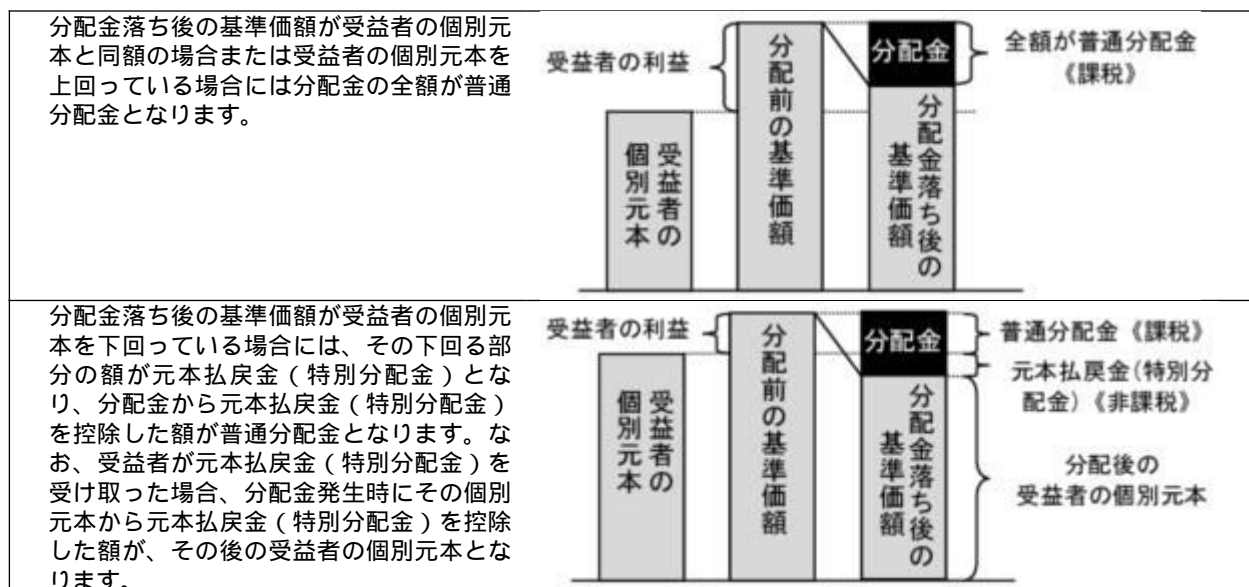 分配金落ち後の基準価額が受益者の個別元
本と同額の場合または受益者の個別元本を
上回っている場合には分配金の全額が普通
分配金となります。
受益者の利益
受益者の
個別元本
分配前の基準価額
分配金
分配金落ち後の
基準価額
全額が普通分配金
《課税》
分配金落ち後の基準価額が受益者の個別元
本を下回っている場合には、その下回る部
分の額が元本払戻金（特別分配金）とな
り、分配金から元本払戻金（特別分配金）
を控除した額が普通分配金となります。な
お、受益者が元本払戻金（特別分配金）を
受け取った場合、分配金発生時にその個別
元本から元本払戻金（特別分配金）を控除
した額が、その後の受益者の個別元本とな
ります。
受益者の利益
受益者の
個別元本
分配前の基準価額
分配金
分配金落ち後の
基準価額
普通分配金《課税》
元本払戻金(特別分
配金)《非課税》
分配後の
受益者の個別元本